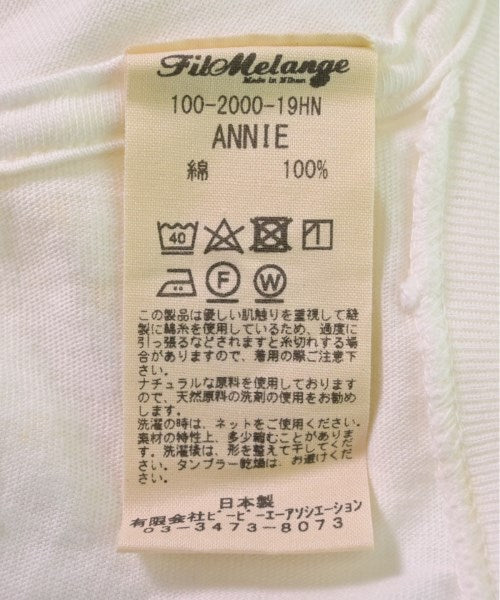 FilMelange
Made in Nihon
100-2000-19HN
ANNIE
綿 100%
40
F W
この製品は優しい肌触りを重視して縫
製に綿糸を使用しているため、過度に
引っ張るなどされますと糸切れする場
合がありますので、着用の際ご注意下
さい。
ナチュラルな原料を使用しております
ので、天然原料の洗剤の使用をお勧め
します。
洗濯の時は、ネットをご使用ください。
素材の特性上、多少縮むことがありま
す。洗濯後は、形を整えて干してくだ
さい。タンブラー乾燥は、お避けくだ
さい。
日本製
有限会社ビーピーエーアソシエーション
03-3473-8073